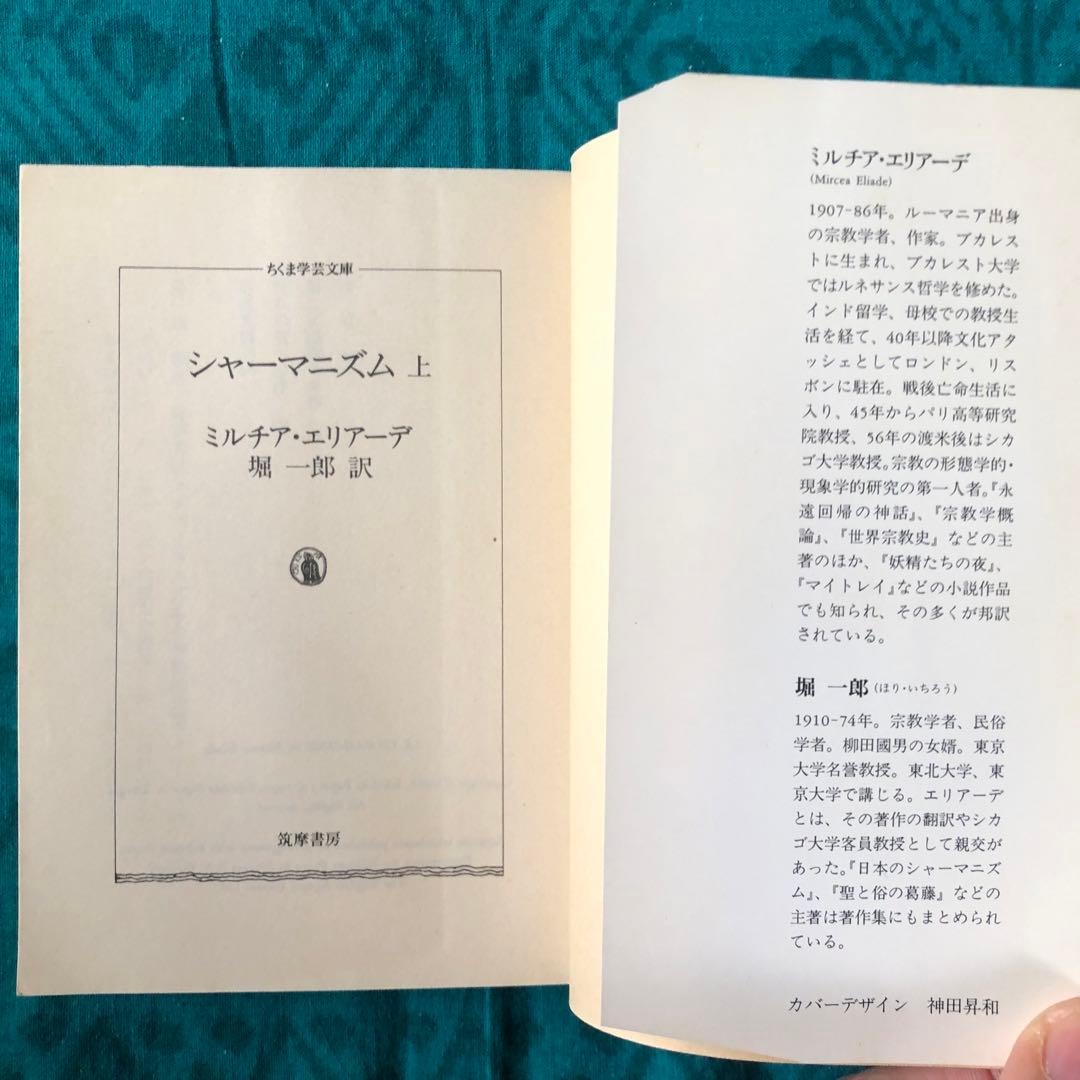 ちくま学芸文庫
シャーマニズム 上
ミルチア・エリアーデ
堀 一郎 訳
筑摩書房
ミルチア・エリアーデ
(Mircea Eliade)
1907-86年。ルーマニア出身
の宗教学者、作家。ブカレス
トに生まれ、ブカレスト大学
ではルネサンス哲学を修めた。
インド留学、母校での教授生
活を経て、40年以降文化アタ
ッシェとしてロンドン、リス
ボンに駐在。戦後亡命生活に
入り、45年からパリ高等研究
院教授、56年の渡米後はシカ
ゴ大学教授。宗教の形態学的・
現象学的研究の第一人者。『永
遠回帰の神話』、『宗教学概
論』、『世界宗教史』などの主
著のほか、『妖精たちの夜』、
『マイトレイ』などの小説作品
でも知られ、その多くが邦訳
されている。
堀 一郎 (ほり・いちろう)
1910-74年。宗教学者、民俗
学者。柳田國男の女婿。東京
大学名誉教授。東北大学、東
京大学で講じる。エリアーデ
とは、その著作の翻訳やシカ
ゴ大学客員教授として親交が
あった。『日本のシャーマニズ
ム』、『聖と俗の葛藤』などの
主著は著作集にもまとめられ
ている。
カバーデザイン 神田昇和